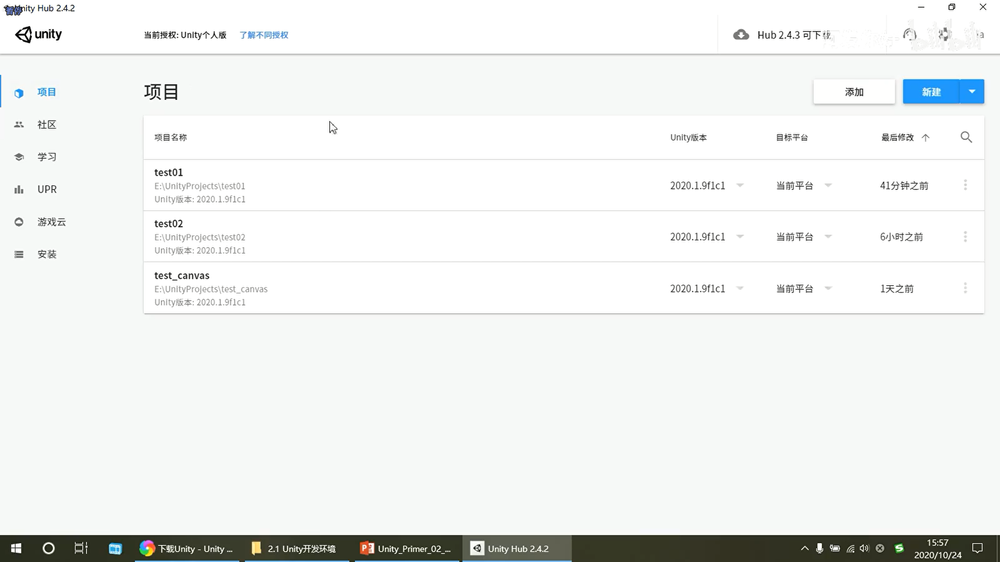 Unity Hub 2.4.2
暂停
unity
当前授权: Unity个人版 了解不同授权
Hub 2.4.3 可下载
bilibili
项目
社区
学习
UPR
游戏云
安装
项目
添加
新建
项目名称 Unity版本 目标平台 最后修改
test01
E:\UnityProjects\test01
Unity版本: 2020.1.9f1c1
2020.1.9f1c1 当前平台 41分钟之前
test02
E:\UnityProjects\test02
Unity版本: 2020.1.9f1c1
2020.1.9f1c1 当前平台 6小时之前
test_canvas
E:\UnityProjects\test_canvas
Unity版本: 2020.1.9f1c1
2020.1.9f1c1 当前平台 1天之前
下载Unity - Unity ...
2.1 Unity开发环境
Unity_Primer_02_...
Unity Hub 2.4.2
15:57
2020/10/24